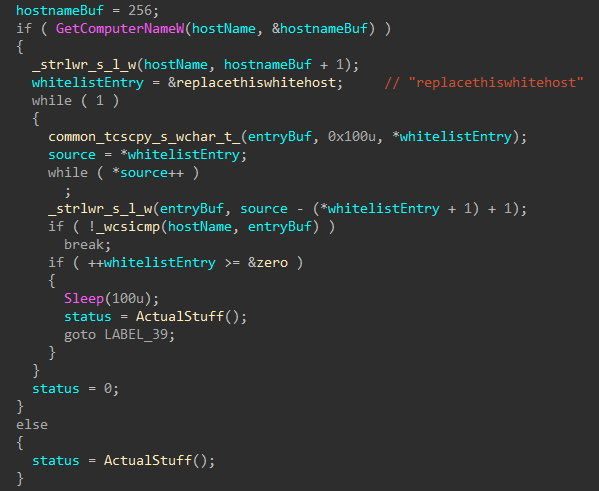 hostnameBuf = 256;
if ( GetComputerNameW(hostName, &hostnameBuf) )
{
  _strlwr_s_l_w(hostName, hostnameBuf + 1);
  whitelistEntry = &replacethiswhitehost;     // "replacethiswhitehost"
  while ( 1 )
  {
    common_tcscpy_s_wchar_t_(entryBuf, 0x100u, *whitelistEntry);
    source = *whitelistEntry;
    while ( *source++ )
      ;
    _strlwr_s_l_w(entryBuf, source - (*whitelistEntry + 1) + 1);
    if ( !_wcsicmp(hostName, entryBuf) )
      break;
    if ( ++whitelistEntry >= &zero )
    {
      Sleep(100u);
      status = ActualStuff();
      goto LABEL_39;
    }
  }
  status = 0;
}
else
{
  status = ActualStuff();
}